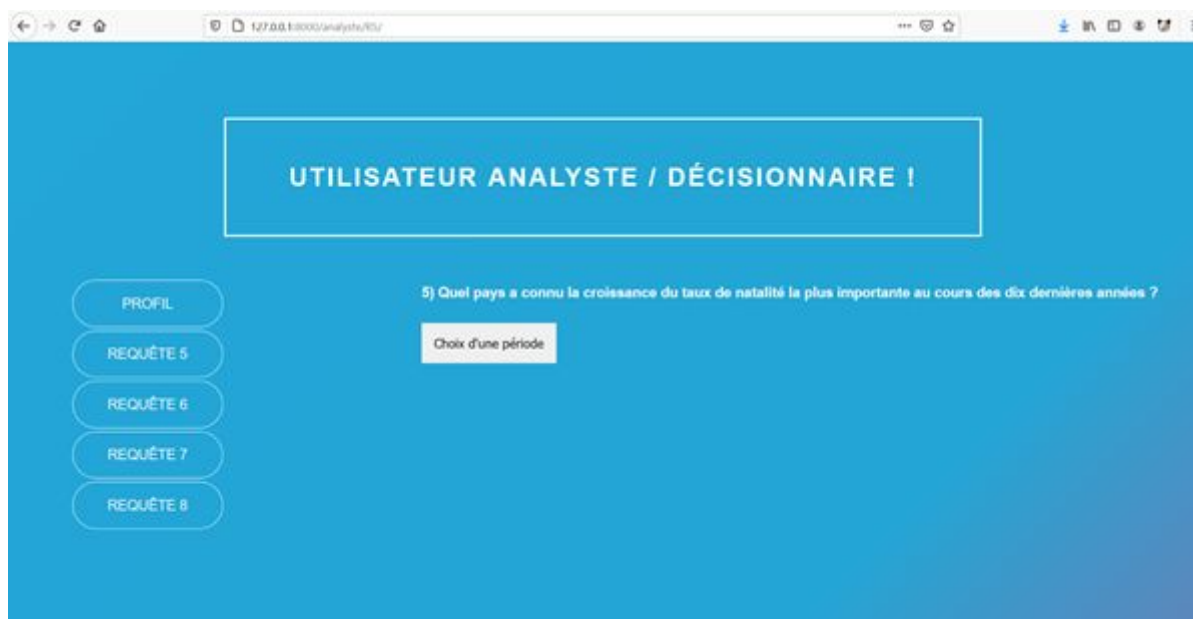 127.0.0.1:8000/analyste/R5/
UTILISATEUR ANALYSTE / DÉCISIONNAIRE !
PROFIL
REQUÊTE 5
REQUÊTE 6
REQUÊTE 7
REQUÊTE 8
5) Quel pays a connu la croissance du taux de natalité la plus importante au cours des dix dernières années ?
Choix d'une période